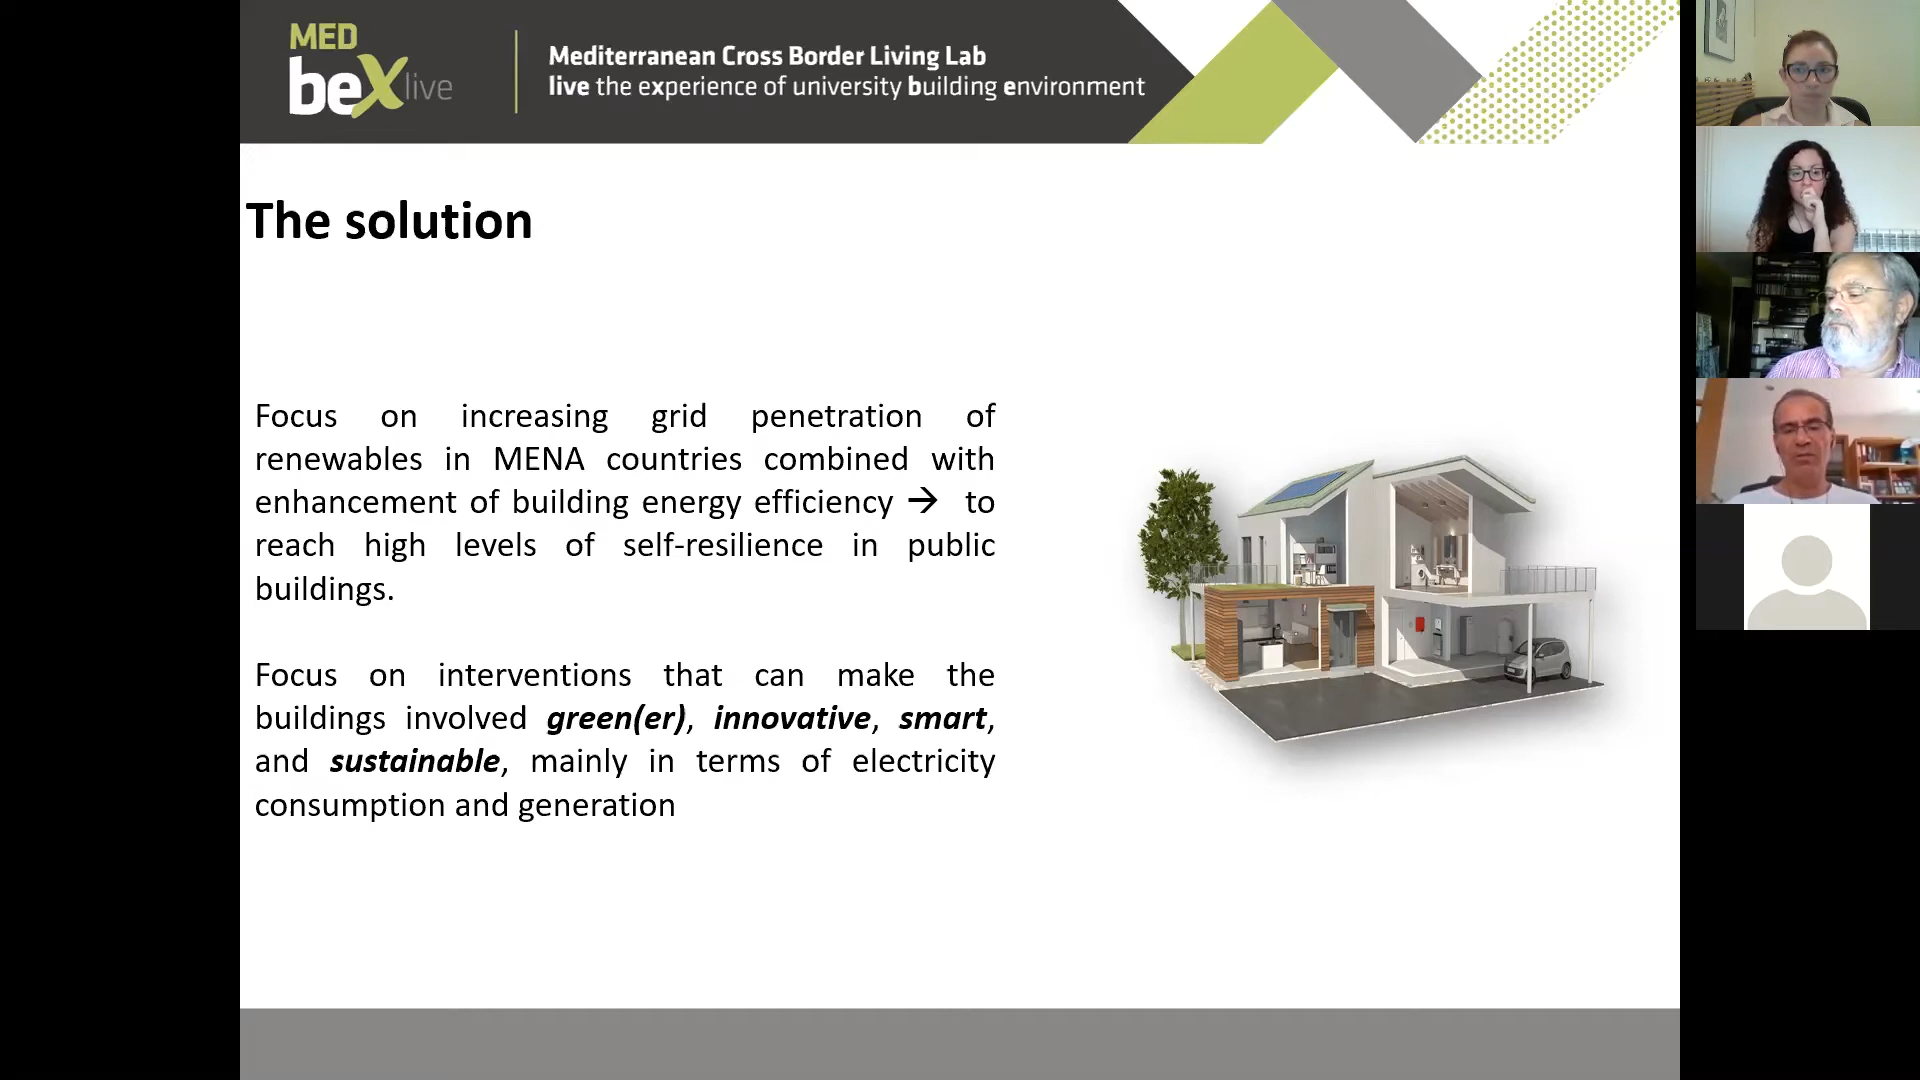 MED
bexlive
Mediterranean Cross Border Living Lab
live the experience of university building environment
The solution
Focus on increasing grid penetration of
renewables in MENA countries combined with
enhancement of building energy efficiency → to
reach high levels of self-resilience in public
buildings.
Focus on interventions that can make the
buildings involved green(er), innovative, smart,
and sustainable, mainly in terms of electricity
consumption and generation